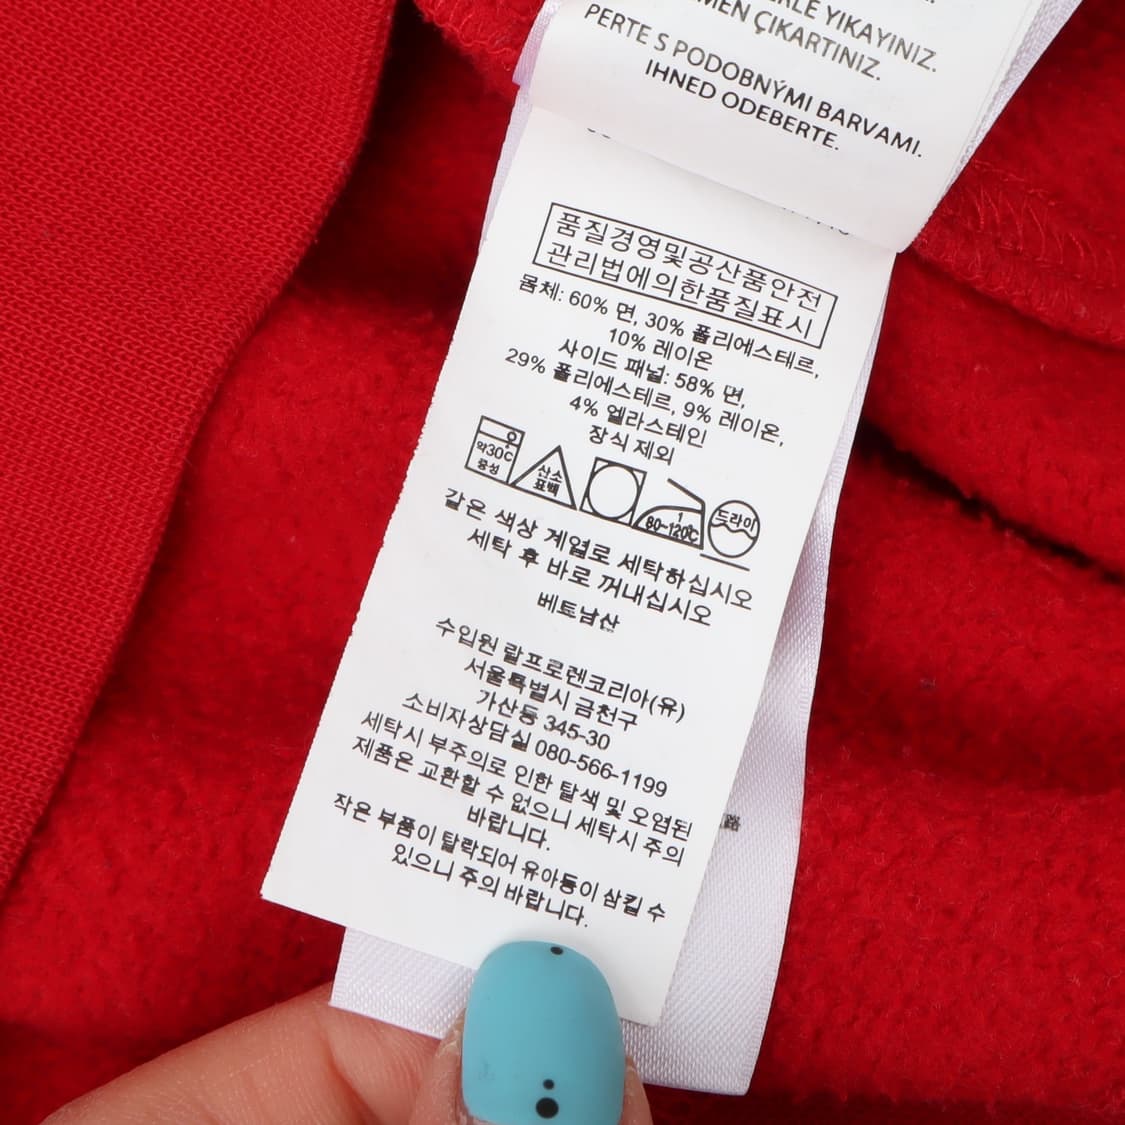 YIKAYINIZ.
ÇIKARTINIZ.
PERTE S PODOBNÝMI BARVAMI.
IHNED ODEBERTE.
품질경영및공산품안전
관리법에의한품질표시
몸체: 60% 면, 30% 폴리에스테르,
10% 레이온
사이드 패널: 58% 면,
29% 폴리에스테르, 9% 레이온,
4% 엘라스테인
장식 제외
약30℃
중성
산소
표백
1
80~120℃
드라이
같은 색상 계열로 세탁하십시오
세탁 후 바로 꺼내십시오
베트남산
수입원 랄프로렌코리아(유)
서울특별시 금천구
가산동 345-30
소비자상담실 080-566-1199
세탁시 부주의로 인한 탈색 및 오염된
제품은 교환할 수 없으니 세탁시 주의
바랍니다.
작은 부품이 탈락되어 유아등이 삼킬 수
있으니 주의 바랍니다.
路